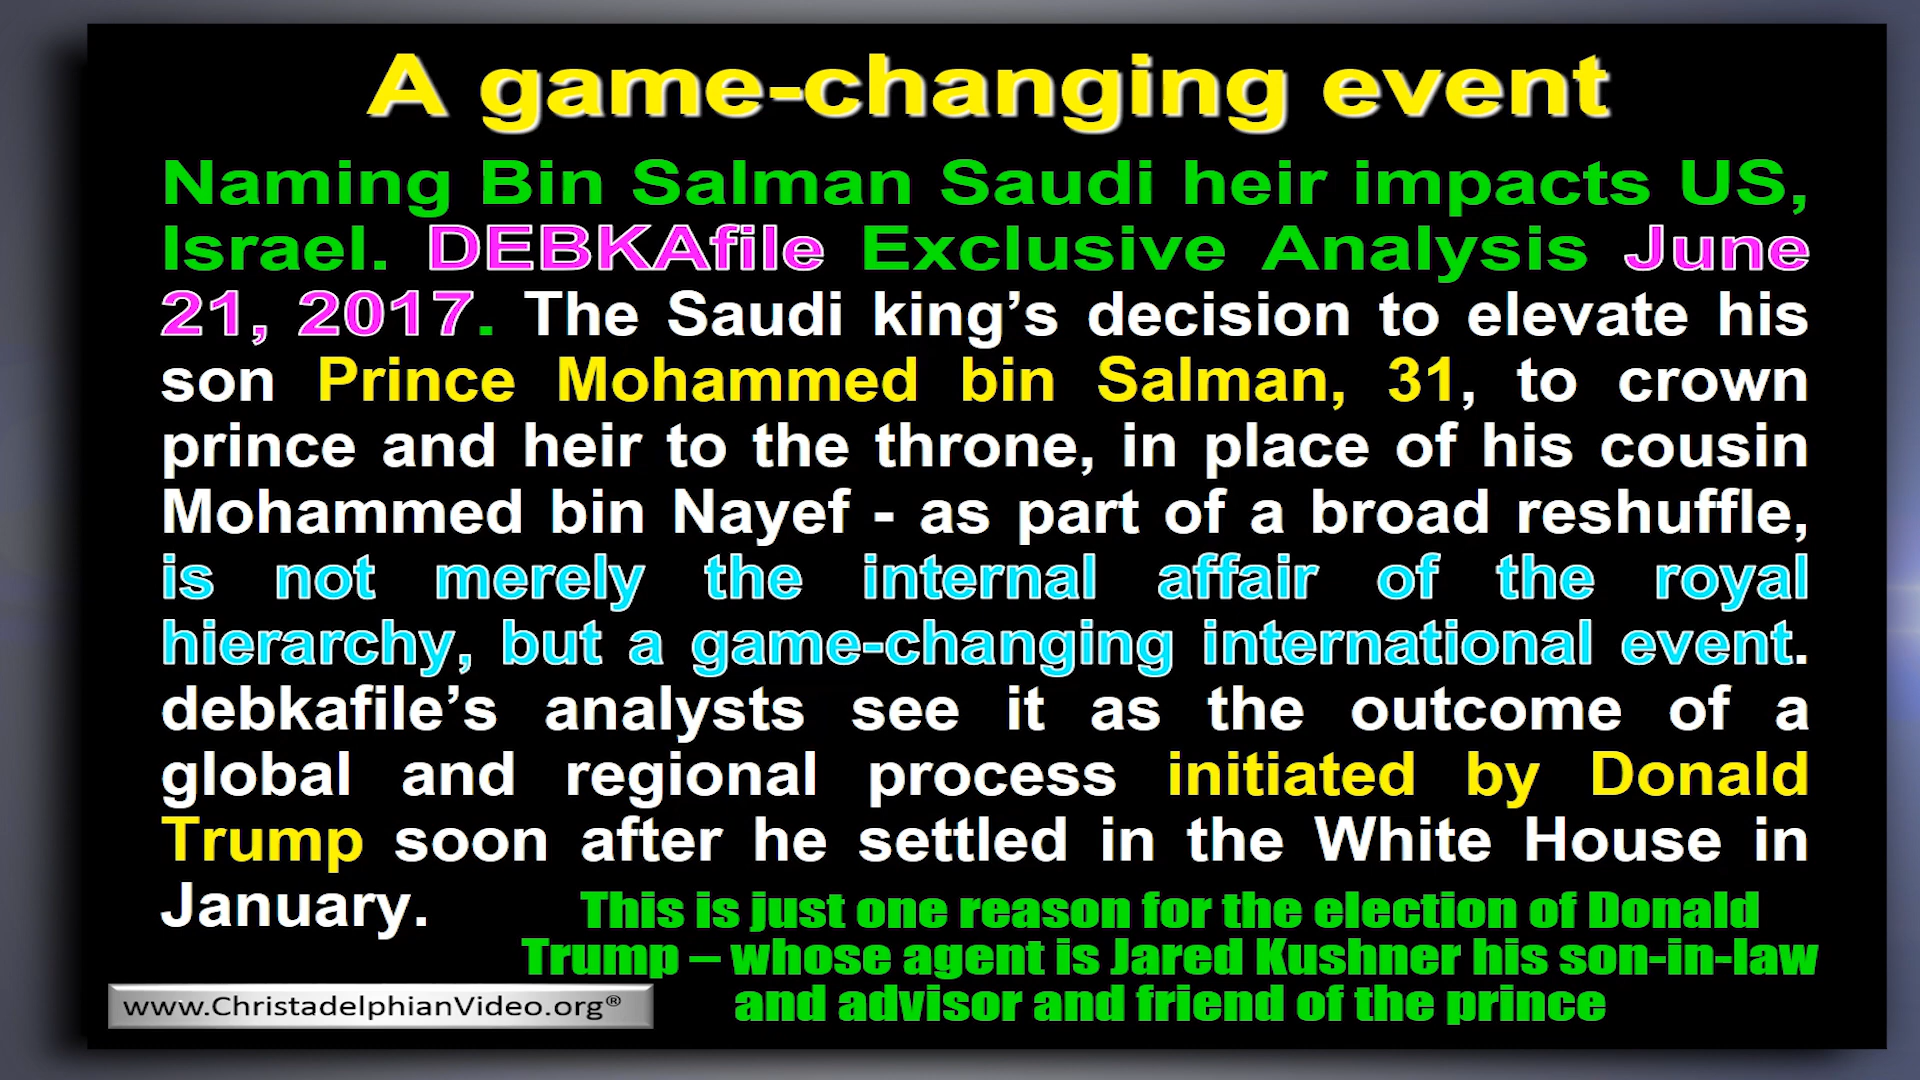 A game-changing event
Naming Bin Salman Saudi heir impacts US,
Israel. DEBKAfile Exclusive Analysis June
21, 2017. The Saudi king’s decision to elevate his
son Prince Mohammed bin Salman, 31, to crown
prince and heir to the throne, in place of his cousin
Mohammed bin Nayef - as part of a broad reshuffle,
is not merely the internal affair of the royal
hierarchy, but a game-changing international event.
debkafile’s analysts see it as the outcome of a
global and regional process initiated by Donald
Trump soon after he settled in the White House in
January.
This is just one reason for the election of Donald
Trump – whose agent is Jared Kushner his son-in-law
and advisor and friend of the prince
www.ChristadelphianVideo.org®